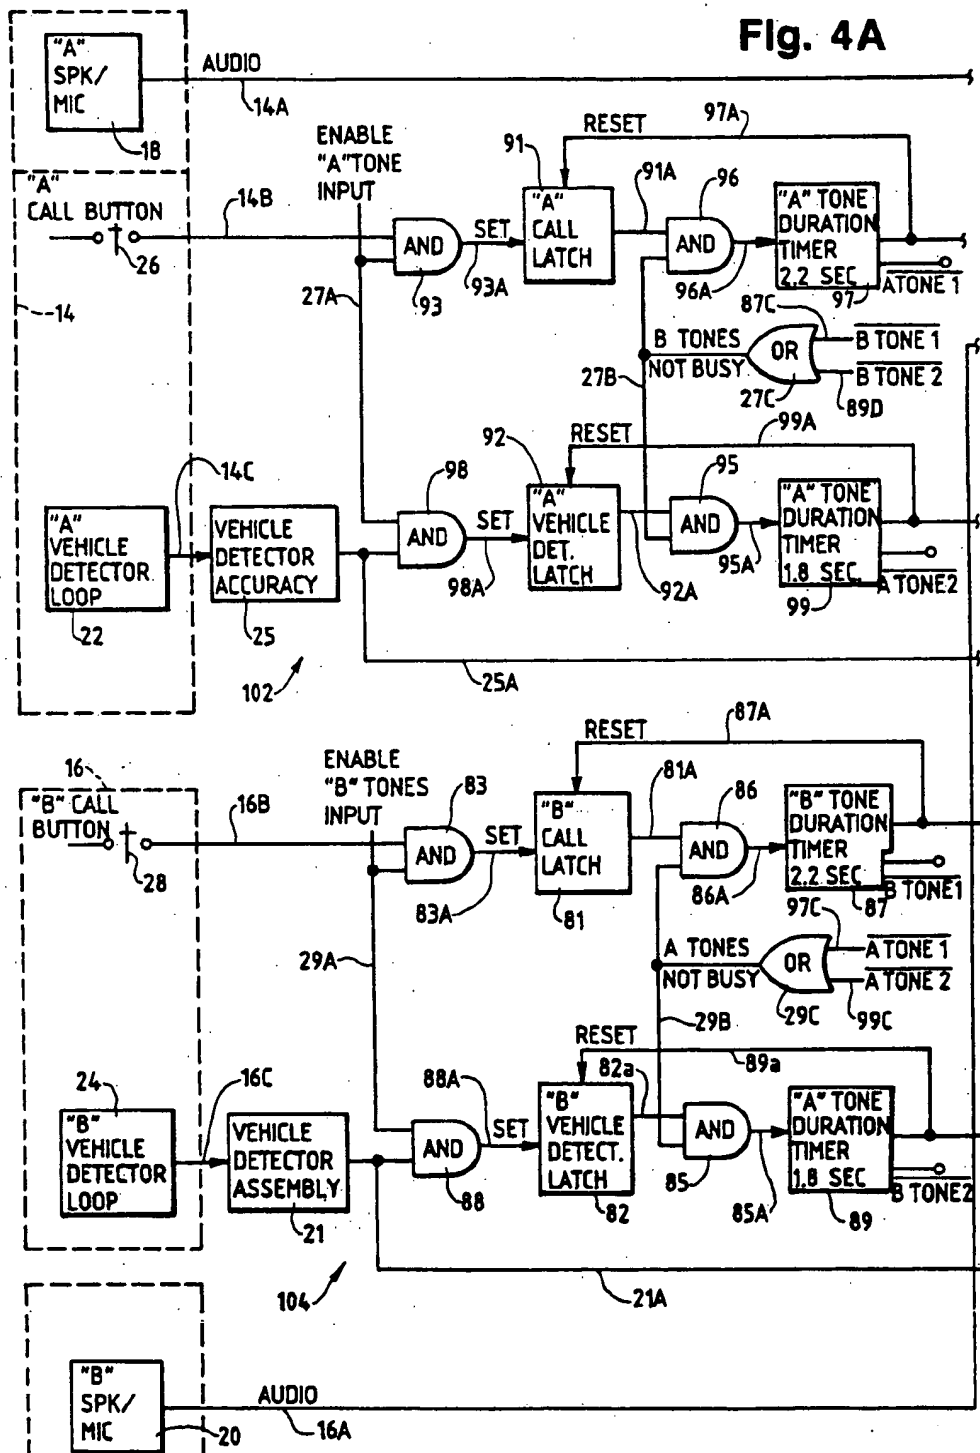 Fig. 4A
"A"
SPK/
MIC
18
AUDIO
14A
"A"
CALL BUTTON
26
14
14B
ENABLE
"A" TONE
INPUT
27A
AND
93
SET
93A
91
RESET
97A
"A"
CALL
LATCH
91A
96
AND
96A
"A" TONE
DURATION
TIMER
2.2 SEC
97
A TONE 1
87C
B TONES
NOT BUSY
OR
B TONE 1
B TONE 2
27B
27C
89D
14C
"A"
VEHICLE
DETECTOR
LOOP
22
VEHICLE
DETECTOR
ACCURACY
25
98
AND
SET
98A
92
RESET
99A
"A"
VEHICLE
DET.
LATCH
92A
95
AND
95A
"A" TONE
DURATION
TIMER
1.8 SEC.
99
A TONE2
102
25A
16
"B" CALL
BUTTON
28
16B
ENABLE
"B" TONES
INPUT
29A
83
AND
SET
83A
RESET
87A
"B"
CALL
LATCH
81
81A
86
AND
86A
"B" TONE
DURATION
TIMER
2.2 SEC
87
B TONE1
97C
A TONES
NOT BUSY
OR
A TONE 1
A TONE 2
29B
29C
99C
24
16C
"B"
VEHICLE
DETECTOR
LOOP
VEHICLE
DETECTOR
ASSEMBLY
21
88A
AND
88
SET
RESET
82a
89a
"B"
VEHICLE
DETECT.
LATCH
82
AND
85
85A
"A" TONE
DURATION
TIMER
1.8 SEC
89
B TONE2
104
21A
"B"
SPK/
MIC
20
AUDIO
16A